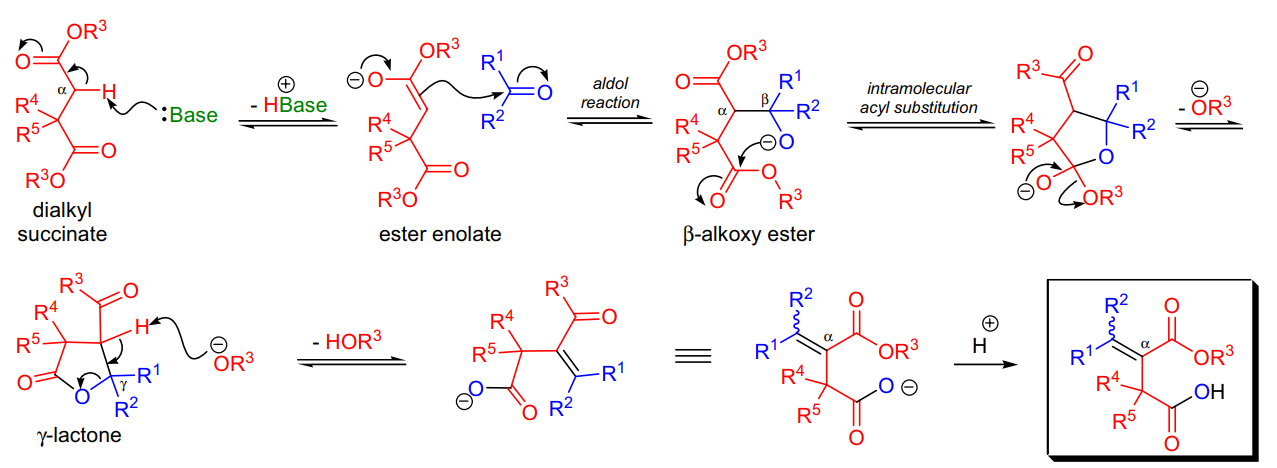 OR³
O
α
H
:Base
R⁴
R⁵
O
R³O
dialkyl
succinate
⊕
- HBase
⊖
O
OR³
R¹
O
R²
R⁴
R⁵
O
R³O
ester enolate
aldol
reaction
OR³
O
R¹
α
β
R²
R⁴
R⁵
⊖
O
O
O
R³
β-alkoxy ester
intramolecular
acyl substitution
O
R³
R¹
R²
R⁴
R⁵
O
O
⊖
OR³
⊖
- OR³
R³
O
R⁴
H
R⁵
O
O
γ
R¹
R²
γ-lactone
⊖
OR³
- HOR³
R³
O
R⁴
R⁵
R¹
O
⊖
O
R²
R²
O
R¹
α
OR³
R⁴
O ⊖
R⁵
O
⊕
H
R²
O
R¹
α
OR³
R⁴
OH
R⁵
O